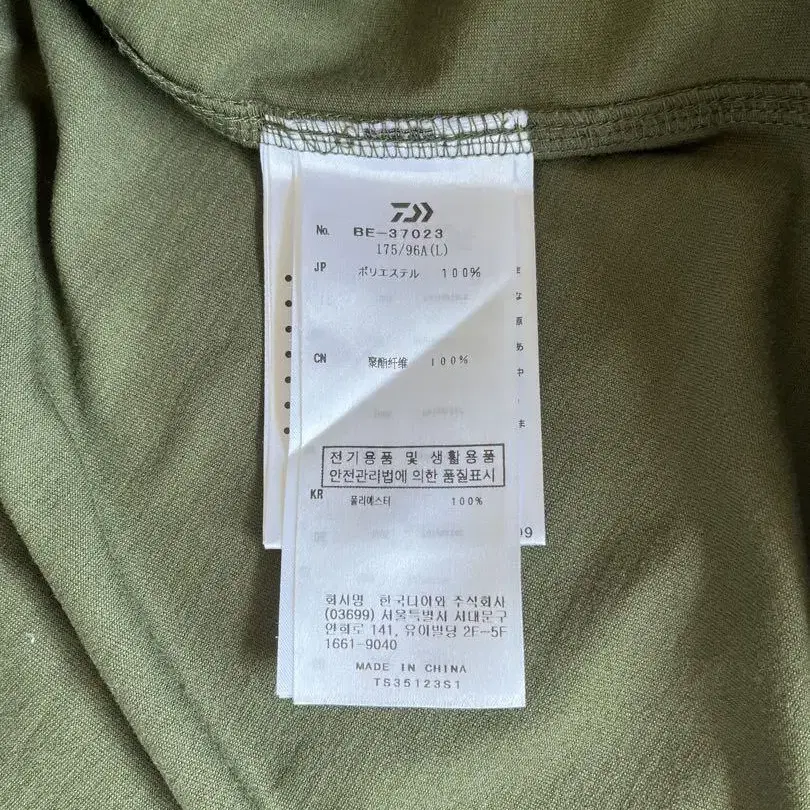 No. BE-37023
175/96A(L)
JP ポリエステル 100%
CN 聚酯纤维 100%
전기용품 및 생활용품
안전관리법에 의한 품질표시
KR 폴리에스터 100%
회사명 한국다이와 주식회사
(03699) 서울특별시 서대문구
연희로 141, 유아빌딩 2F-5F
1661-9040
MADE IN CHINA
TS35123S1